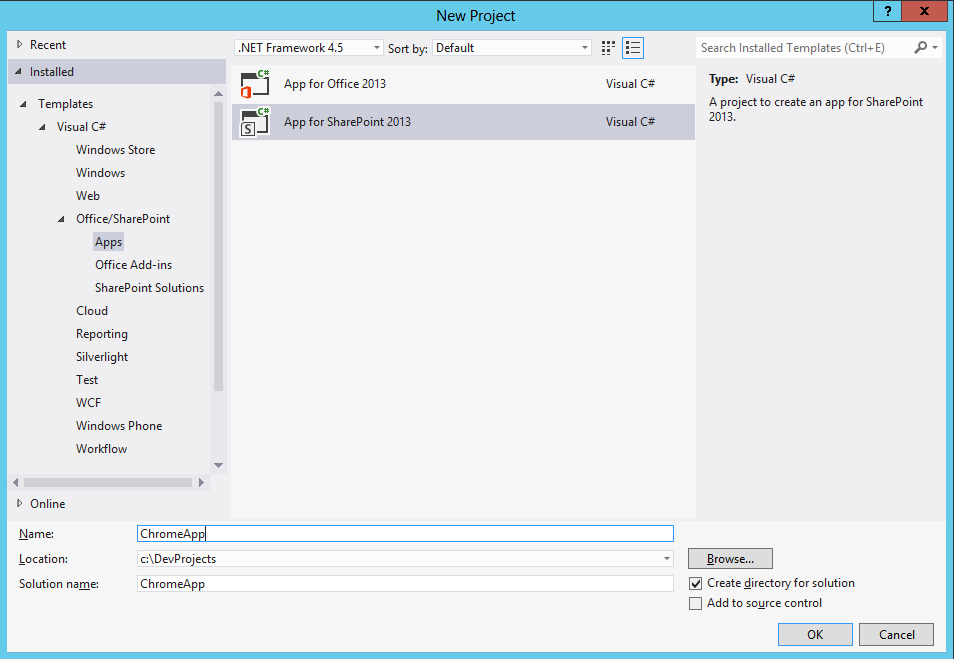 New Project
?
x
Recent
Installed
Templates
Visual C#
Windows Store
Windows
Web
Office/SharePoint
Apps
Office Add-ins
SharePoint Solutions
Cloud
Reporting
Silverlight
Test
WCF
Windows Phone
Workflow
Online
.NET Framework 4.5
Sort by:
Default
C#
App for Office 2013
Visual C#
C#
S
App for SharePoint 2013
Visual C#
Search Installed Templates (Ctrl+E)
Type: Visual C#
A project to create an app for SharePoint
2013.
Name:
ChromeApp
Location:
c:\DevProjects
Browse...
Solution name:
ChromeApp
Create directory for solution
Add to source control
OK
Cancel